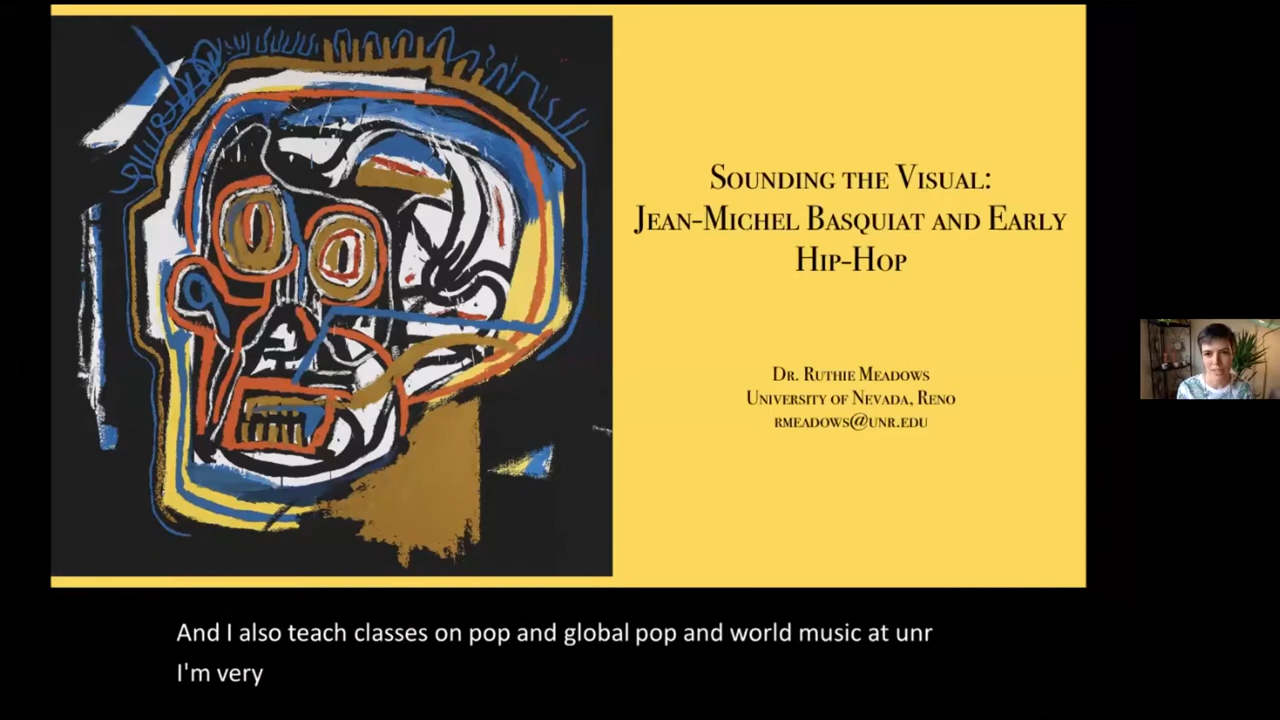 Sounding the Visual:
Jean-Michel Basquiat and Early
Hip-Hop
Dr. Ruthie Meadows
University of Nevada, Reno
rmeadows@unr.edu
And I also teach classes on pop and global pop and world music at unr
I'm very